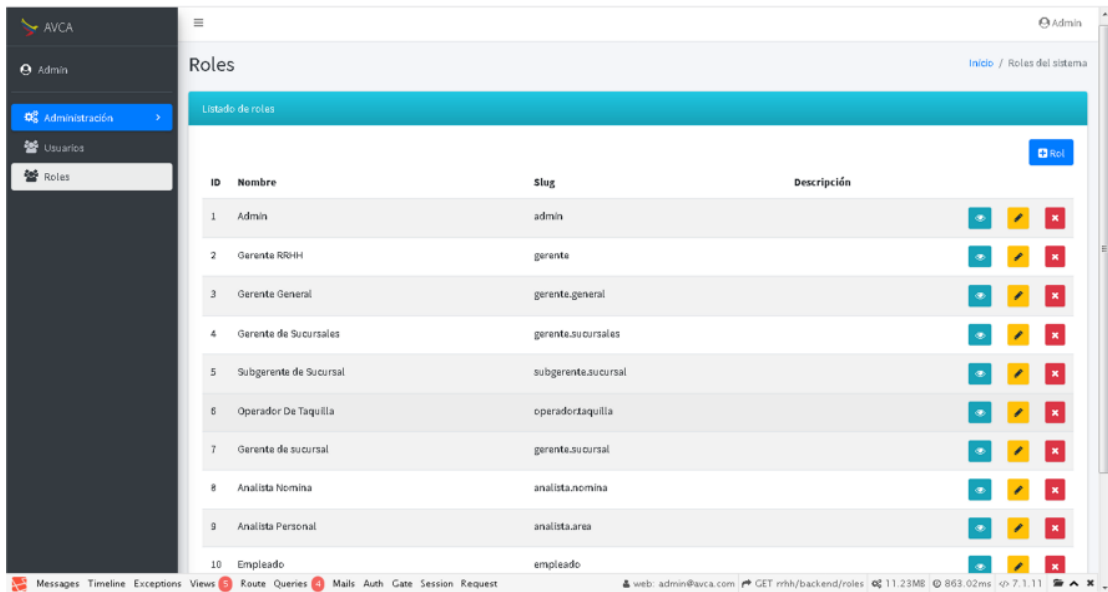 AVCA
Admin
Admin
Roles
Inicio / Roles del sistema
Administración
Usuarios
Roles
Listado de roles
Rol
ID Nombre Slug Descripción
1 Admin admin
2 Gerente RRHH gerente
3 Gerente General gerente.general
4 Gerente de Sucursales gerente.sucursales
5 Subgerente de Sucursal subgerente.sucursal
6 Operador De Taquilla operador.taquilla
7 Gerente de sucursal gerente.sucursal
8 Analista Nomina analista.nomina
9 Analista Personal analista.area
10 Empleado empleado
Messages Timeline Exceptions Views 5 Route Queries 4 Mails Auth Gate Session Request web: admin@avca.com GET rrhh/backend/roles 11.23MB 863.02ms 7.1.11